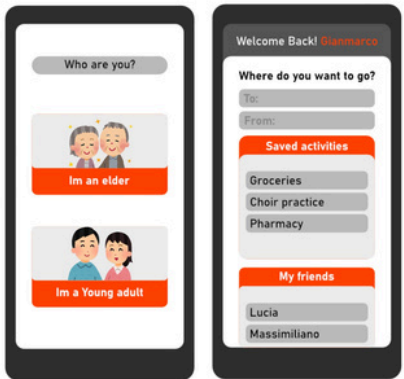 Who are you?
Im an elder
Im a Young adult
Welcome Back! Gianmarco
Where do you want to go?
To:
From:
Saved activities
Groceries
Choir practice
Pharmacy
My friends
Lucia
Massimiliano